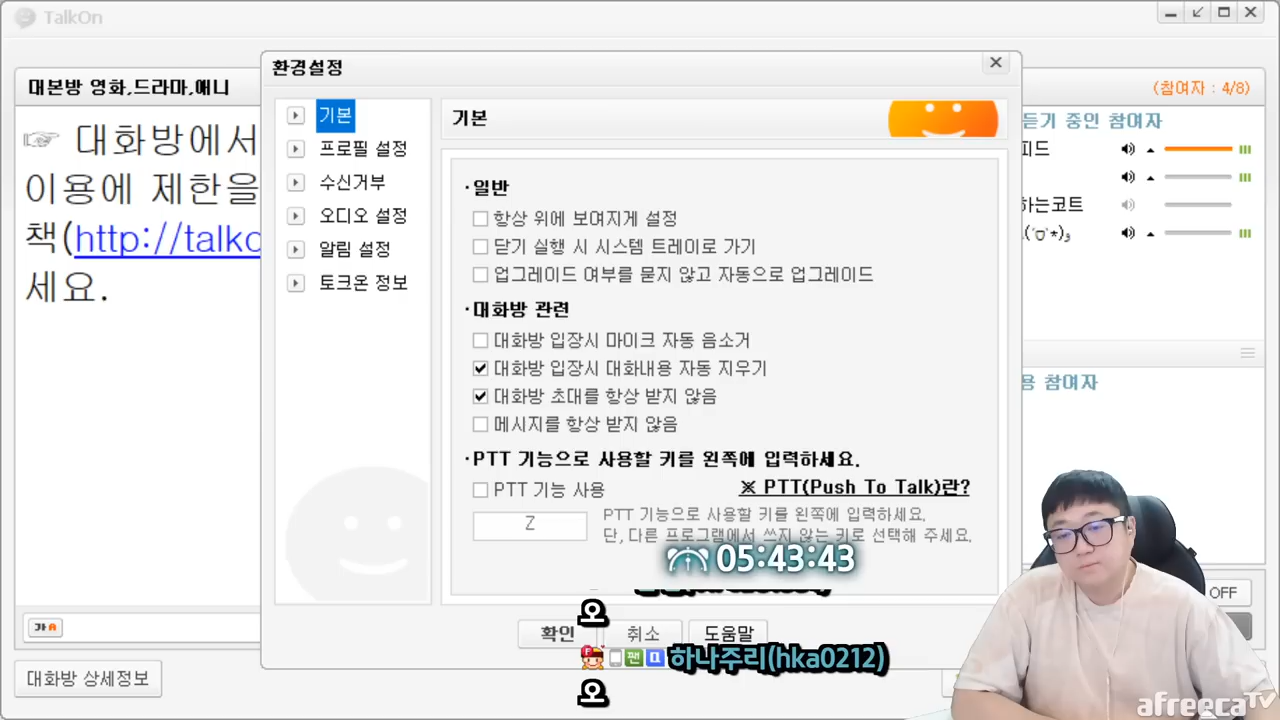 TalkOn
대본방 영화,드라마,애니
☞ 대화방에서
이용에 제한을
책(http://talko
세요.
가A
대화방 상세정보
환경설정
기본
프로필 설정
수신거부
오디오 설정
알림 설정
토크온 정보
기본
·일반
항상 위에 보여지게 설정
닫기 실행 시 시스템 트레이로 가기
업그레이드 여부를 묻지 않고 자동으로 업그레이드
·대화방 관련
대화방 입장시 마이크 자동 음소거
대화방 입장시 대화내용 자동 지우기
대화방 초대를 항상 받지 않음
메시지를 항상 받지 않음
·PTT 기능으로 사용할 키를 왼쪽에 입력하세요.
PTT 기능 사용
※ PTT(Push To Talk)란?
Z
PTT 기능으로 사용할 키를 왼쪽에 입력하세요.
단, 다른 프로그램에서 쓰지 않는 키로 선택해 주세요.
05:43:43
확인
취소
도움말
오
팬
하나주리(hka0212)
오
(참여자 : 4/8)
듣기 중인 참여자
피드
하는코트
용 참여자
OFF
afreecaTV